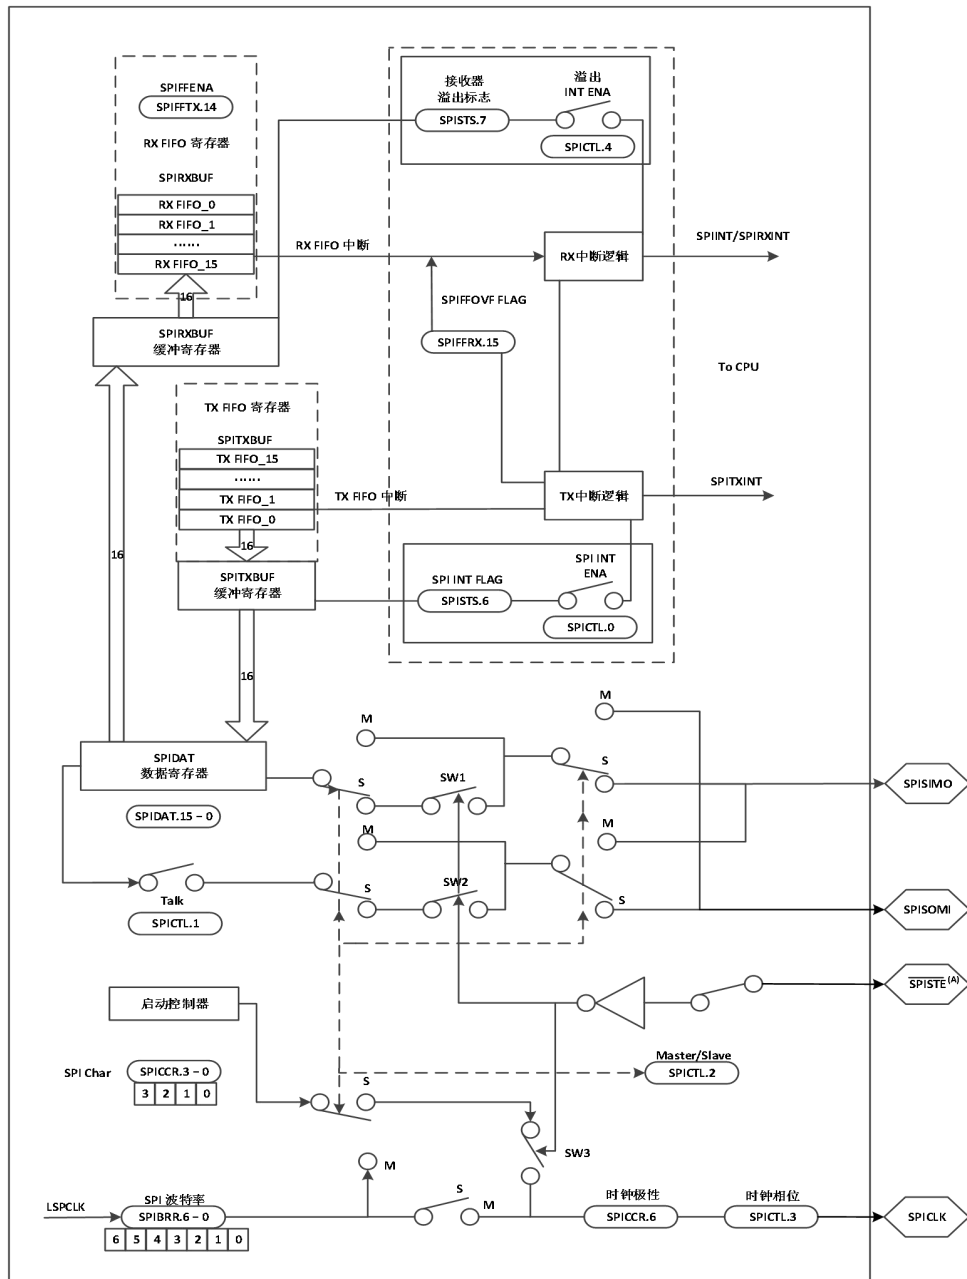 SPIFFENA
SPIFFTX.14
RX FIFO 寄存器
SPIRXBUF
RX FIFO_0
RX FIFO_1
......
RX FIFO_15
16
SPIRXBUF
缓冲寄存器
接收器
溢出标志
SPISTS.7
溢出
INT ENA
SPICTL.4
RX FIFO 中断
RX中断逻辑
SPIINT/SPIRXINT
SPIFFOVF FLAG
SPIFFRX.15
To CPU
TX FIFO 寄存器
SPITXBUF
TX FIFO_15
......
TX FIFO_1
TX FIFO_0
16
TX FIFO 中断
TX中断逻辑
SPITXINT
16
SPITXBUF
缓冲寄存器
SPI INT FLAG
SPISTS.6
SPI INT
ENA
SPICTL.0
16
SPIDAT
数据寄存器
SPIDAT.15 – 0
M
S
SW1
M
S
SPISIMO
M
M
S
SW2
S
SPISOMI
Talk
SPICTL.1
SPISTE (A)
启动控制器
Master/Slave
SPICTL.2
SPI Char
SPICCR.3 – 0
3 2 1 0
S
M
SW3
LSPCLK
SPI 波特率
SPIBRR.6 – 0
6 5 4 3 2 1 0
S
M
时钟极性
SPICCR.6
时钟相位
SPICTL.3
SPICLK